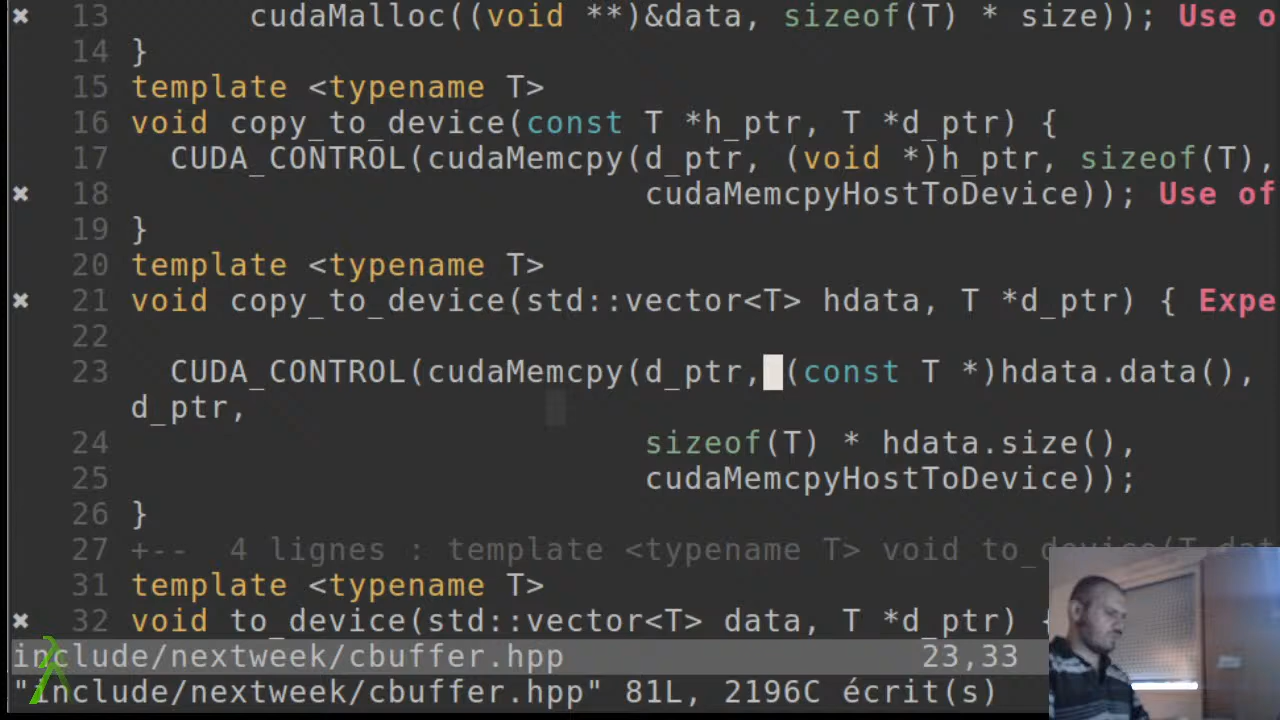 ✖ 13 cudaMalloc((void **)&data, sizeof(T) * size)); Use o
14 }
15 template <typename T>
16 void copy_to_device(const T *h_ptr, T *d_ptr) {
17 CUDA_CONTROL(cudaMemcpy(d_ptr, (void *)h_ptr, sizeof(T),
✖ 18 cudaMemcpyHostToDevice)); Use of
19 }
20 template <typename T>
✖ 21 void copy_to_device(std::vector<T> hdata, T *d_ptr) { Expe
22
23 CUDA_CONTROL(cudaMemcpy(d_ptr, (const T *)hdata.data(),
d_ptr,
24 sizeof(T) * hdata.size(),
25 cudaMemcpyHostToDevice));
26 }
27 +-- 4 lignes : template <typename T> void to_device(T dat
31 template <typename T>
✖ 32 void to_device(std::vector<T> data, T *d_ptr) {
include/nextweek/cbuffer.hpp 23,33
"include/nextweek/cbuffer.hpp" 81L, 2196C écrit(s)